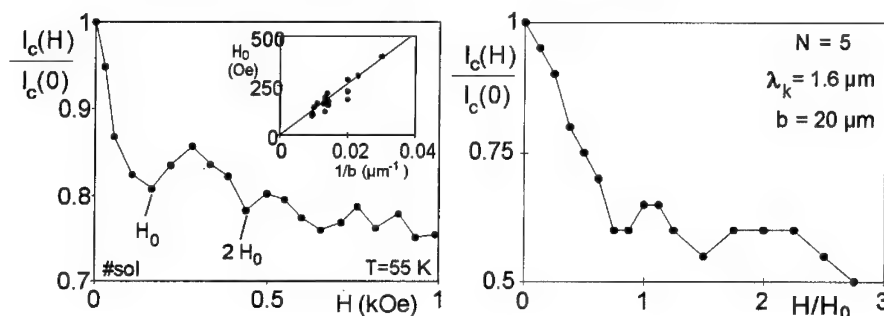 I_c(H)
I_c(0)
1
0.9
0.8
0.7
0
0.5
1
H (kOe)
H_0
2 H_0
#sol
T=55 K
H_0
(Oe)
500
250
0
0
0.02
0.04
1/b (µm⁻¹)
I_c(H)
I_c(0)
1
0.75
0.5
0
1
2
3
H/H_0
N = 5
λ_k = 1.6 µm
b = 20 µm